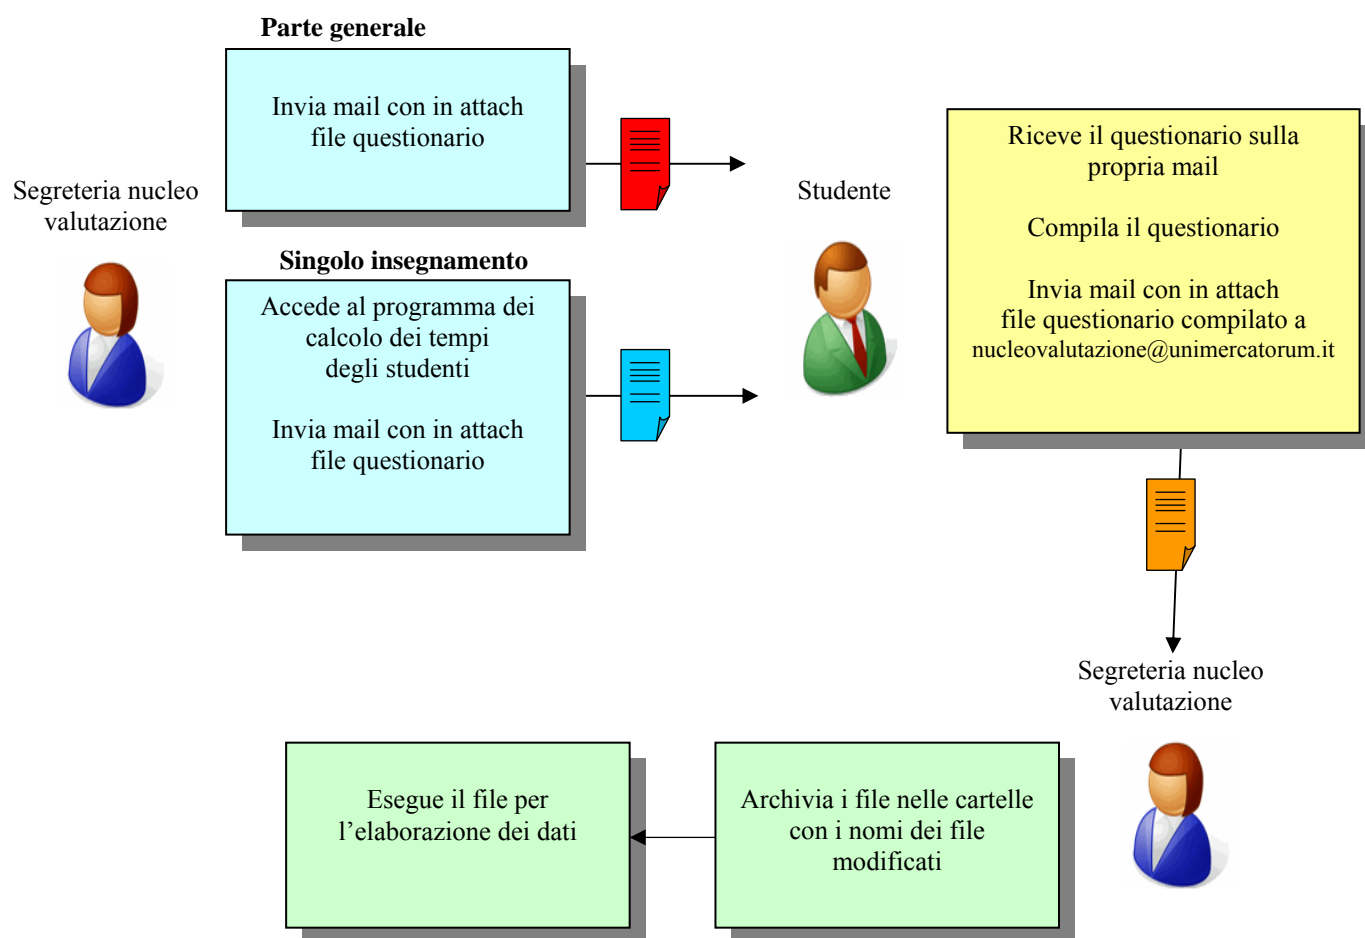 Parte generale
Invia mail con in attach
file questionario
Segreteria nucleo
valutazione
Singolo insegnamento
Accede al programma dei
calcolo dei tempi
degli studenti
Invia mail con in attach
file questionario
Studente
Riceve il questionario sulla
propria mail
Compila il questionario
Invia mail con in attach
file questionario compilato a
nucleovalutazione@unimercatorum.it
Segreteria nucleo
valutazione
Archivia i file nelle cartelle
con i nomi dei file
modificati
Esegue il file per
l’elaborazione dei dati